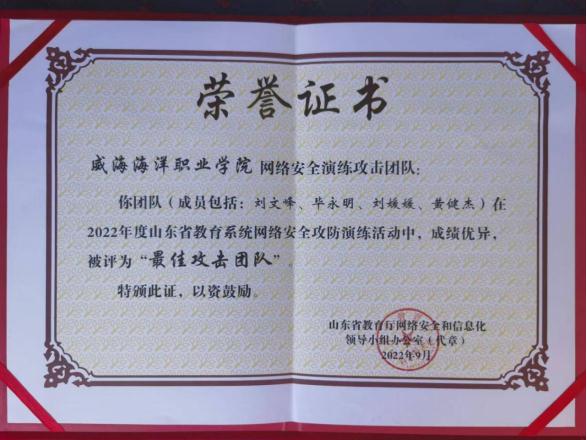 荣誉证书
威海海洋职业学院 网络安全演练攻击团队：
你团队（成员包括：刘文峰、毕永明、刘媛媛、黄健杰）在
2022年度山东省教育系统网络安全攻防演练活动中，成绩优异，
被评为“最佳攻击团队”。
特颁此证，以资鼓励。
山东省教育厅网络安全和信息化
领导小组办公室（代章）
2022年9月